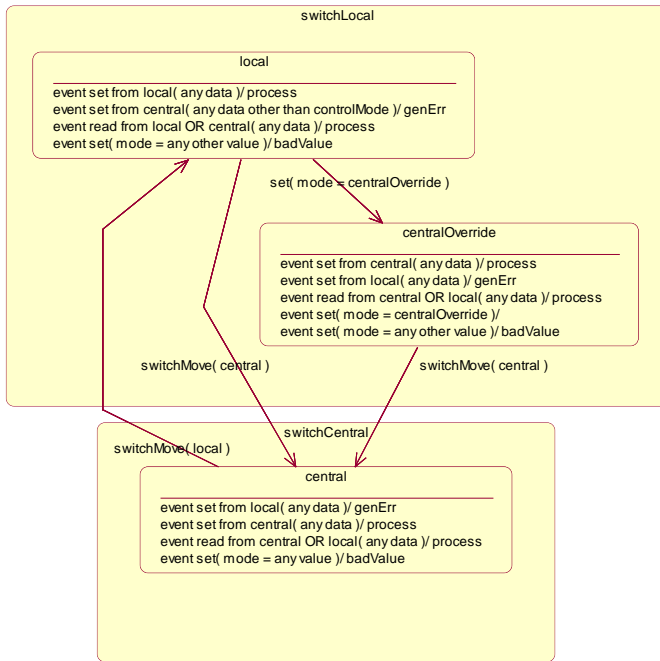 switchLocal
local
event set from local( any data )/ process
event set from central( any data other than controlMode )/ genErr
event read from local OR central( any data )/ process
event set( mode = any other value )/ badValue
set( mode = centralOverride )
centralOverride
event set from central( any data )/ process
event set from local( any data )/ genErr
event read from central OR local( any data )/ process
event set( mode = centralOverride )/
event set( mode = any other value )/ badValue
switchMove( central )
switchMove( central )
switchCentral
switchMove( local )
central
event set from local( any data )/ genErr
event set from central( any data )/ process
event read from central OR local( any data )/ process
event set( mode = any value )/ badValue